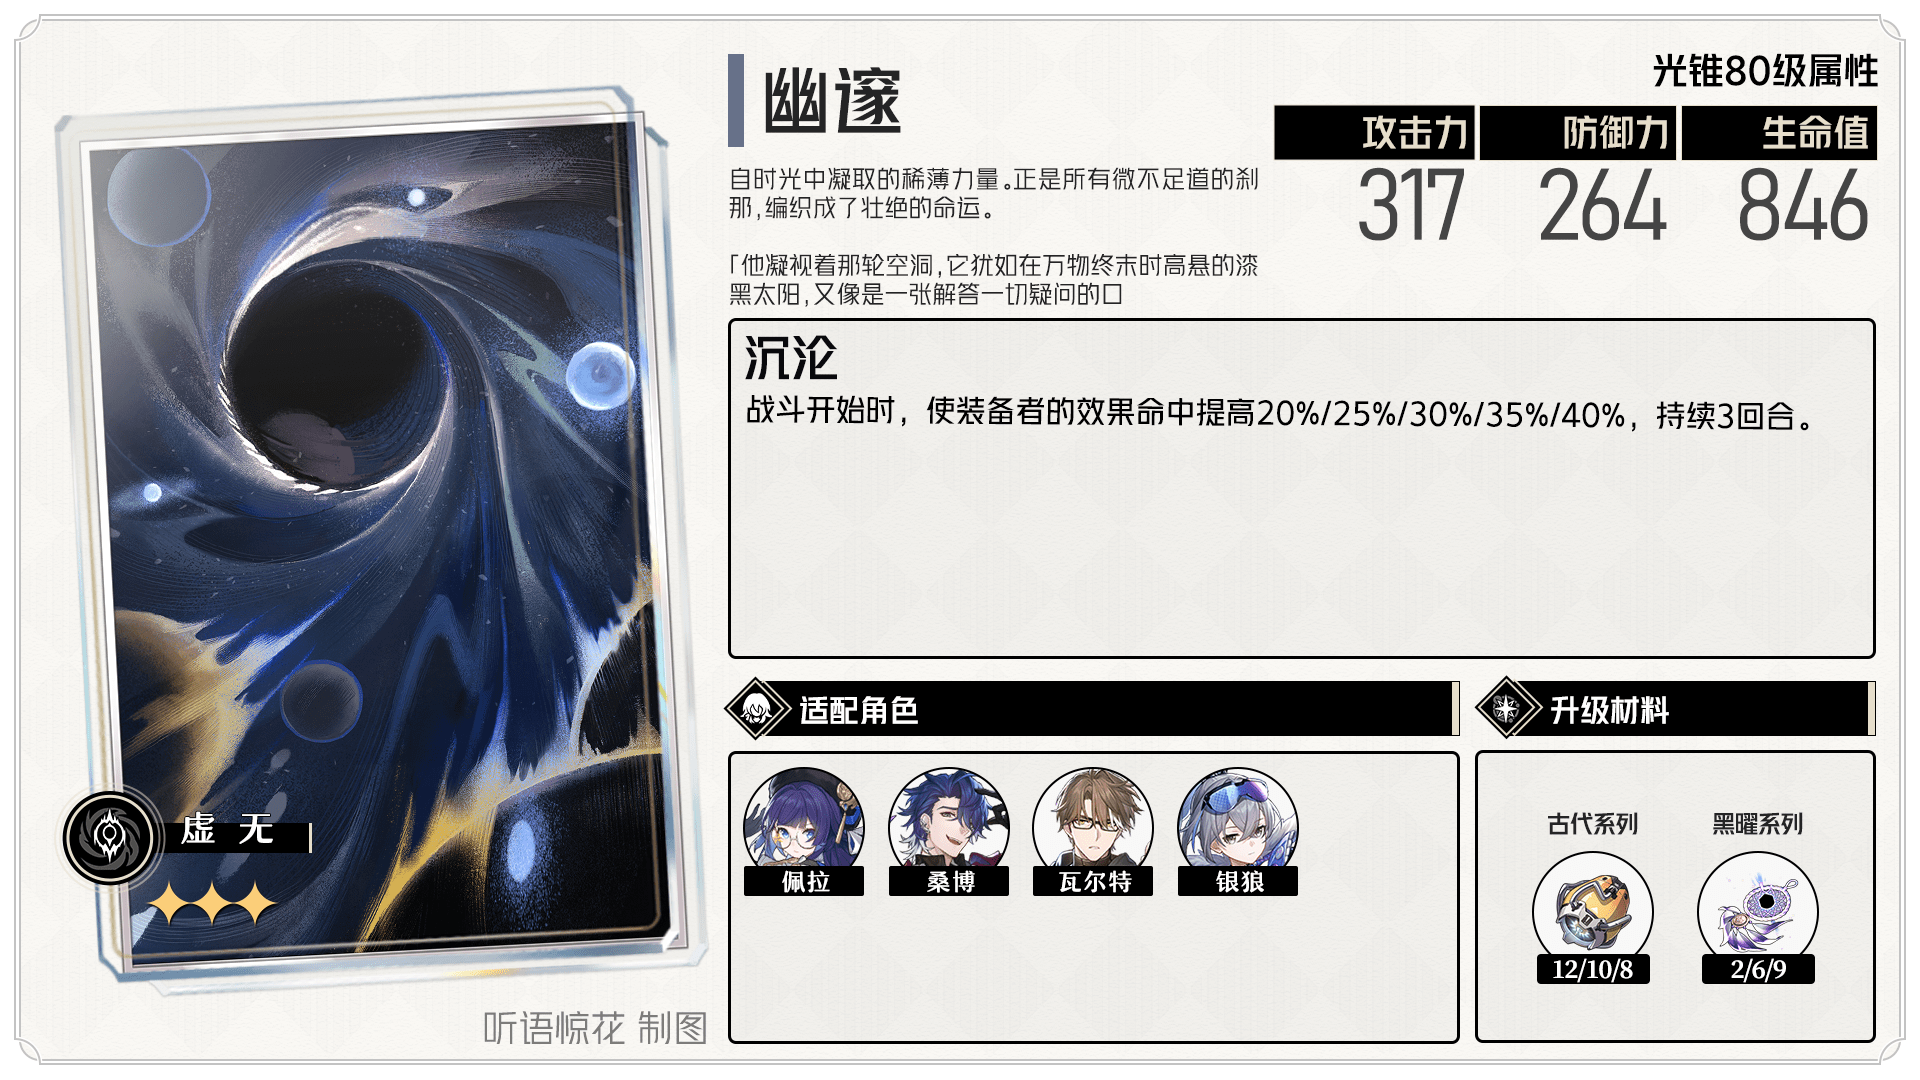 幽邃
光锥80级属性
攻击力 防御力 生命值
317 264 846
自时光中凝取的稀薄力量。正是所有微不足道的刹
那,编织成了壮绝的命运。
「他凝视着那轮空洞,它犹如在万物终末时高悬的漆
黑太阳,又像是一张解答一切疑问的口
沉沦
战斗开始时，使装备者的效果命中提高20%/25%/30%/35%/40%，持续3回合。
虚无
适配角色
佩拉 桑博 瓦尔特 银狼
升级材料
古代系列 黑曜系列
12/10/8 2/6/9
听语惊花 制图